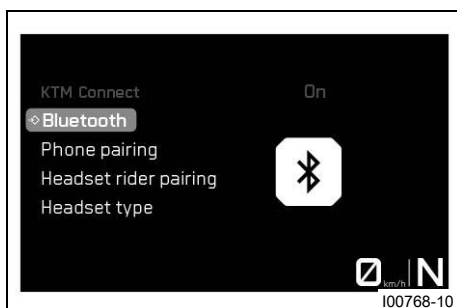 KTM Connect On
Bluetooth
Phone pairing
Headset rider pairing
Headset type
0 km/h N
I00768-10